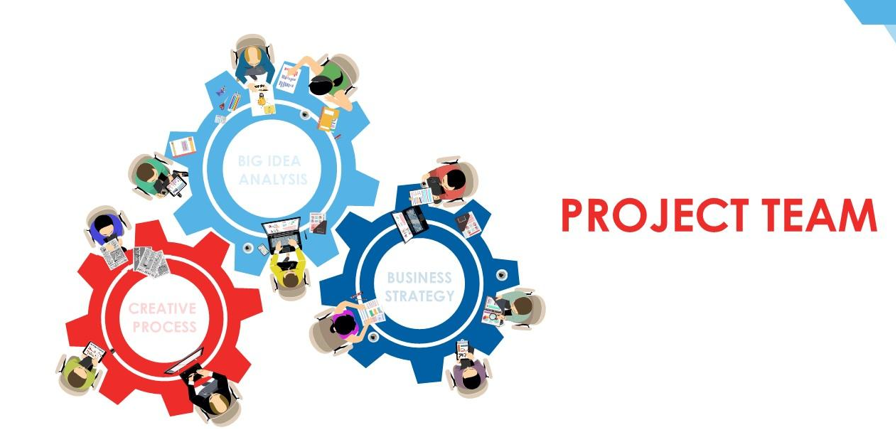 BIG IDEA
ANALYSIS
PROJECT TEAM
BUSINESS
STRATEGY
CREATIVE
PROCESS